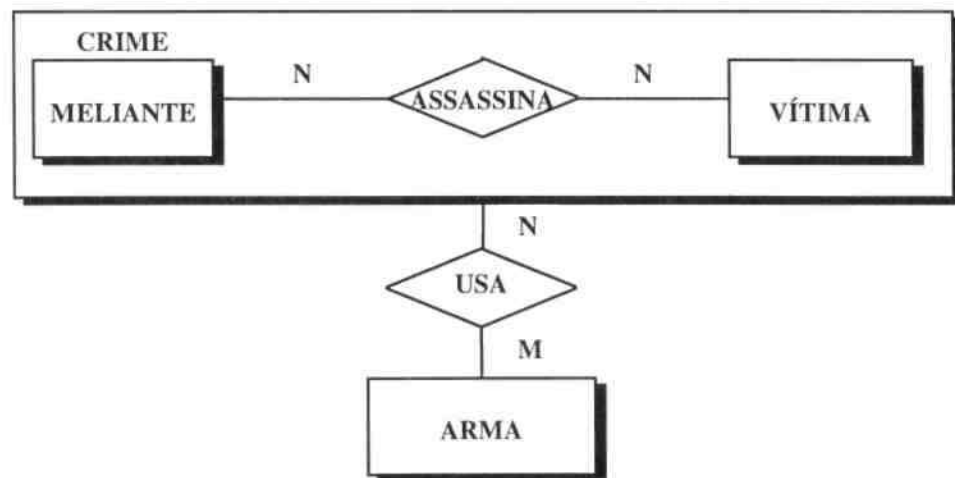 CRIME
N
N
MELIANTE
ASSASSINA
VÍTIMA
N
USA
M
ARMA